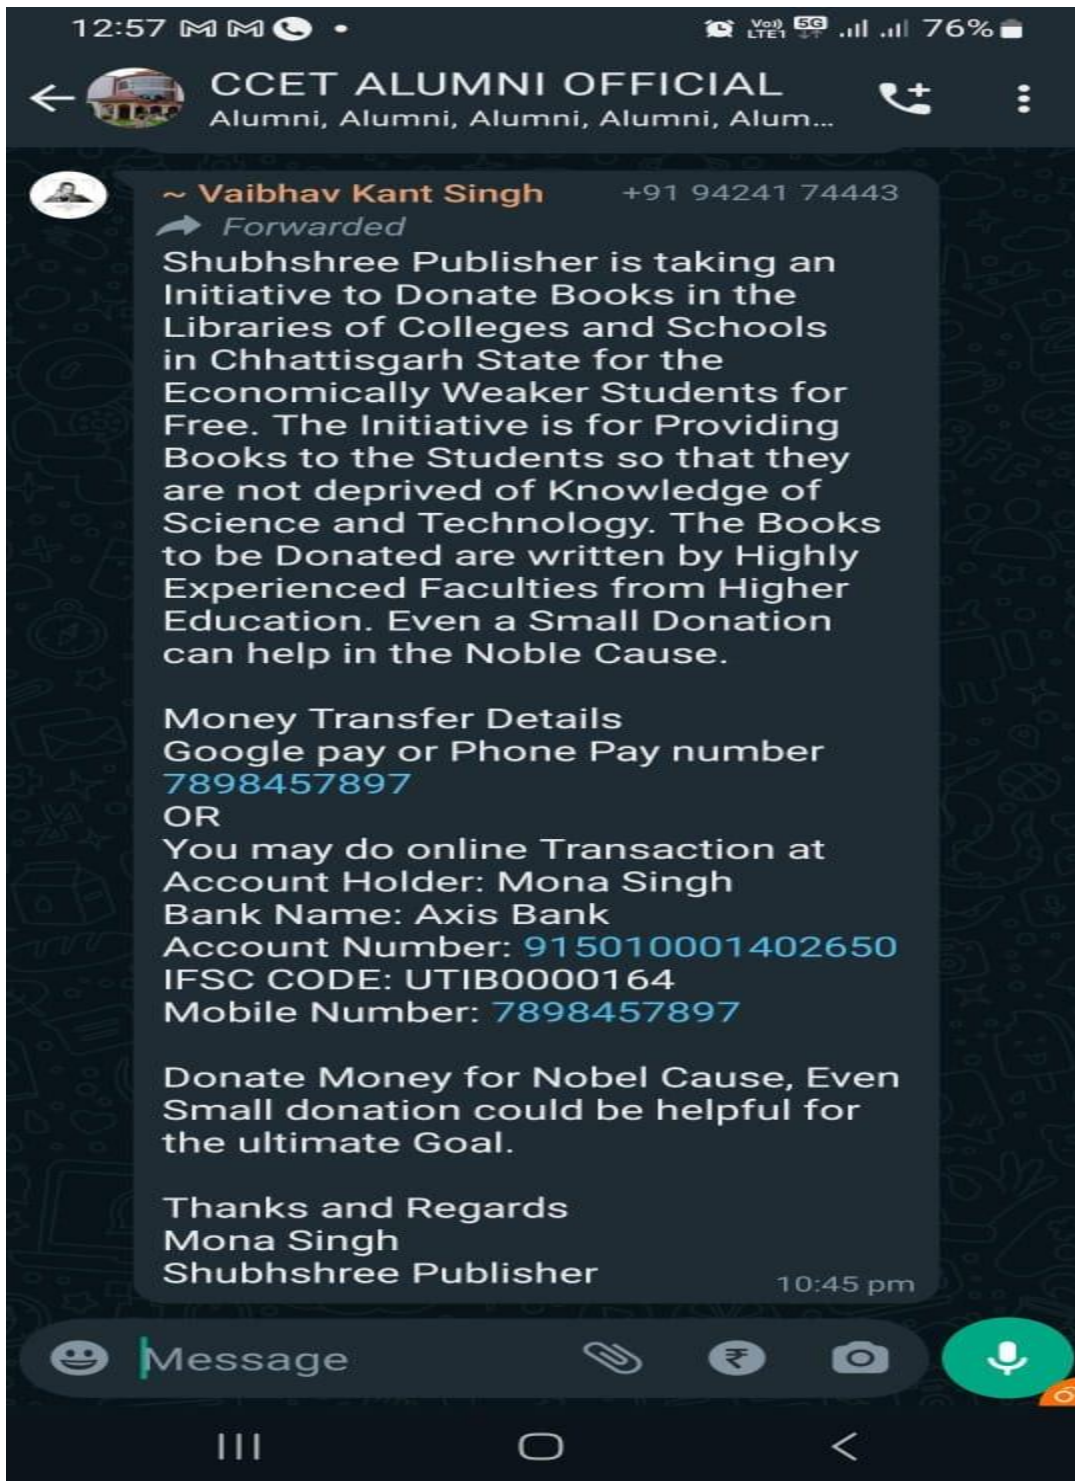 12:57
Vo)) LTE1 5G 76%
CCET ALUMNI OFFICIAL
Alumni, Alumni, Alumni, Alumni, Alum...
~ Vaibhav Kant Singh +91 94241 74443
Forwarded
Shubhshree Publisher is taking an
Initiative to Donate Books in the
Libraries of Colleges and Schools
in Chhattisgarh State for the
Economically Weaker Students for
Free. The Initiative is for Providing
Books to the Students so that they
are not deprived of Knowledge of
Science and Technology. The Books
to be Donated are written by Highly
Experienced Faculties from Higher
Education. Even a Small Donation
can help in the Noble Cause.
Money Transfer Details
Google pay or Phone Pay number
7898457897
OR
You may do online Transaction at
Account Holder: Mona Singh
Bank Name: Axis Bank
Account Number: 915010001402650
IFSC CODE: UTIB0000164
Mobile Number: 7898457897
Donate Money for Nobel Cause, Even
Small donation could be helpful for
the ultimate Goal.
Thanks and Regards
Mona Singh
Shubhshree Publisher
10:45 pm
Message